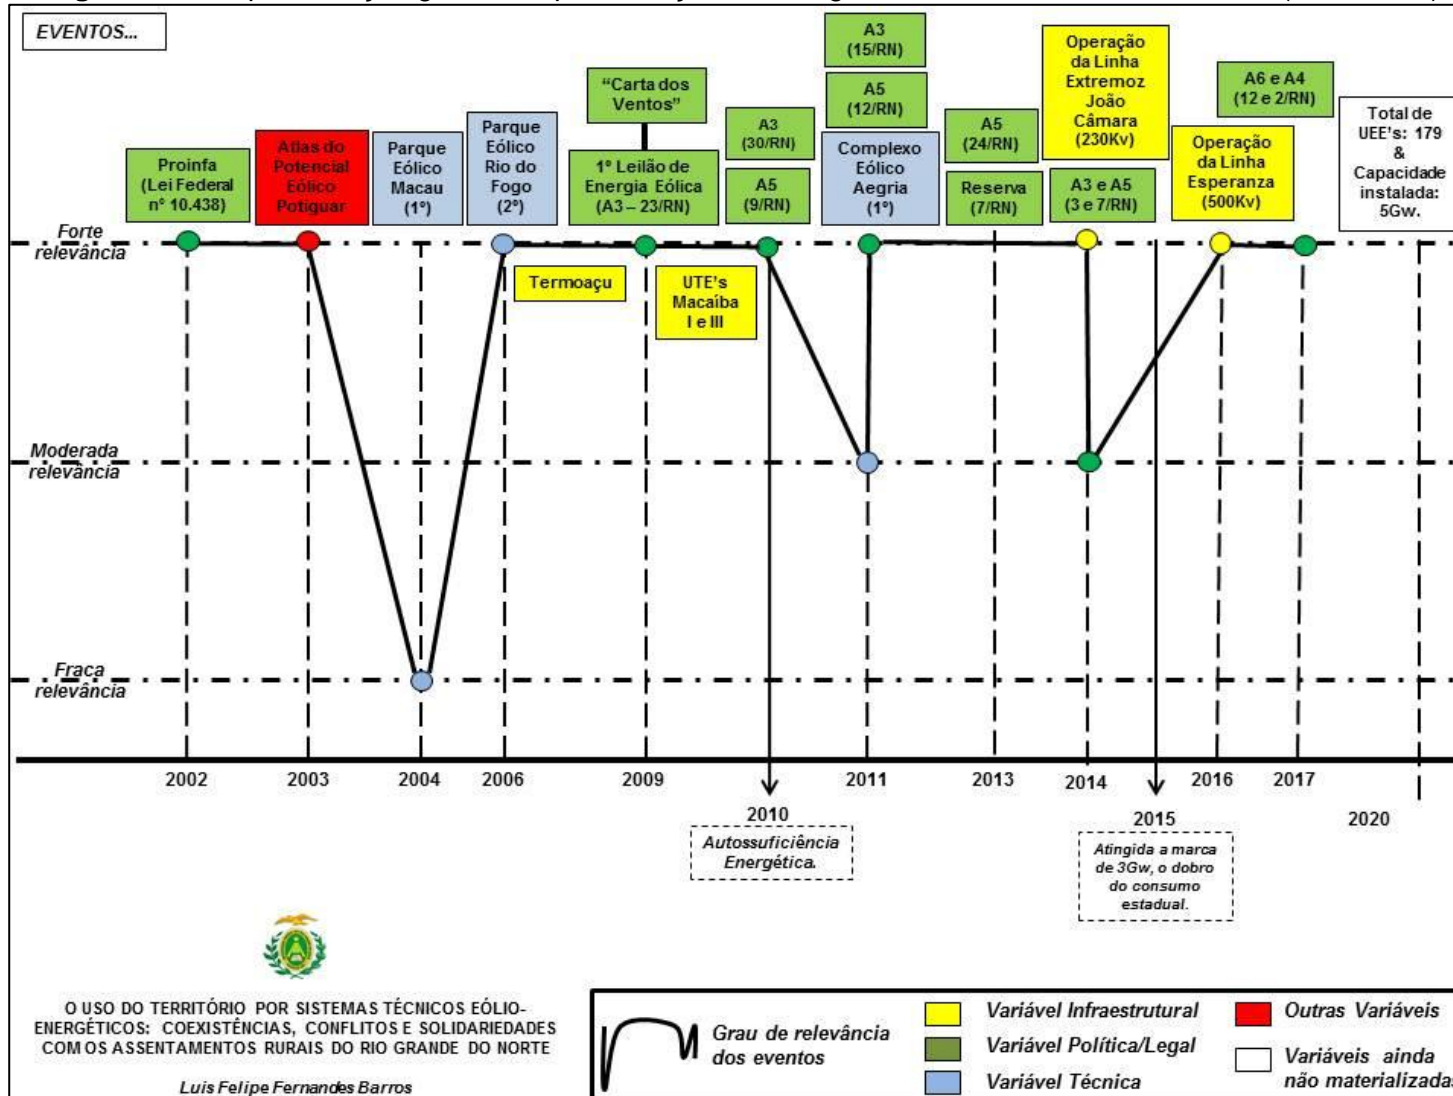 EVENTOS...
Proinfa
(Lei Federal
nº 10.438)
Atlas do
Potencial
Eólico
Potiguar
Parque
Eólico
Macau
(1º)
Parque
Eólico
Rio do
Fogo
(2º)
“Carta dos
Ventos”
1º Leilão de
Energia Eólica
(A3 – 23/RN)
A3
(30/RN)
A5
(9/RN)
A3
(15/RN)
A5
(12/RN)
Complexo
Eólico
Aegria
(1º)
A5
(24/RN)
Reserva
(7/RN)
Operação
da Linha
Extremoz
João
Câmara
(230Kv)
A3 e A5
(3 e 7/RN)
Operação
da Linha
Esperanza
(500Kv)
A6 e A4
(12 e 2/RN)
Total de
UEE's: 179
&
Capacidade
instalada:
5Gw.
Forte
relevância
Termoaçu
UTE's
Macaíba
I e III
Moderada
relevância
Fraca
relevância
2002
2003
2004
2006
2009
2010
2011
2013
2014
2015
2016
2017
2020
Autossuficiência
Energética.
Atingida a marca
de 3Gw, o dobro
do consumo
estadual.
O USO DO TERRITÓRIO POR SISTEMAS TÉCNICOS EÓLIO-
ENERGÉTICOS: COEXISTÊNCIAS, CONFLITOS E SOLIDARIEDADES
COM OS ASSENTAMENTOS RURAIS DO RIO GRANDE DO NORTE
Luis Felipe Fernandes Barros
Grau de relevância
dos eventos
Variável Infraestrutural
Variável Política/Legal
Variável Técnica
Outras Variáveis
Variáveis ainda
não materializadas